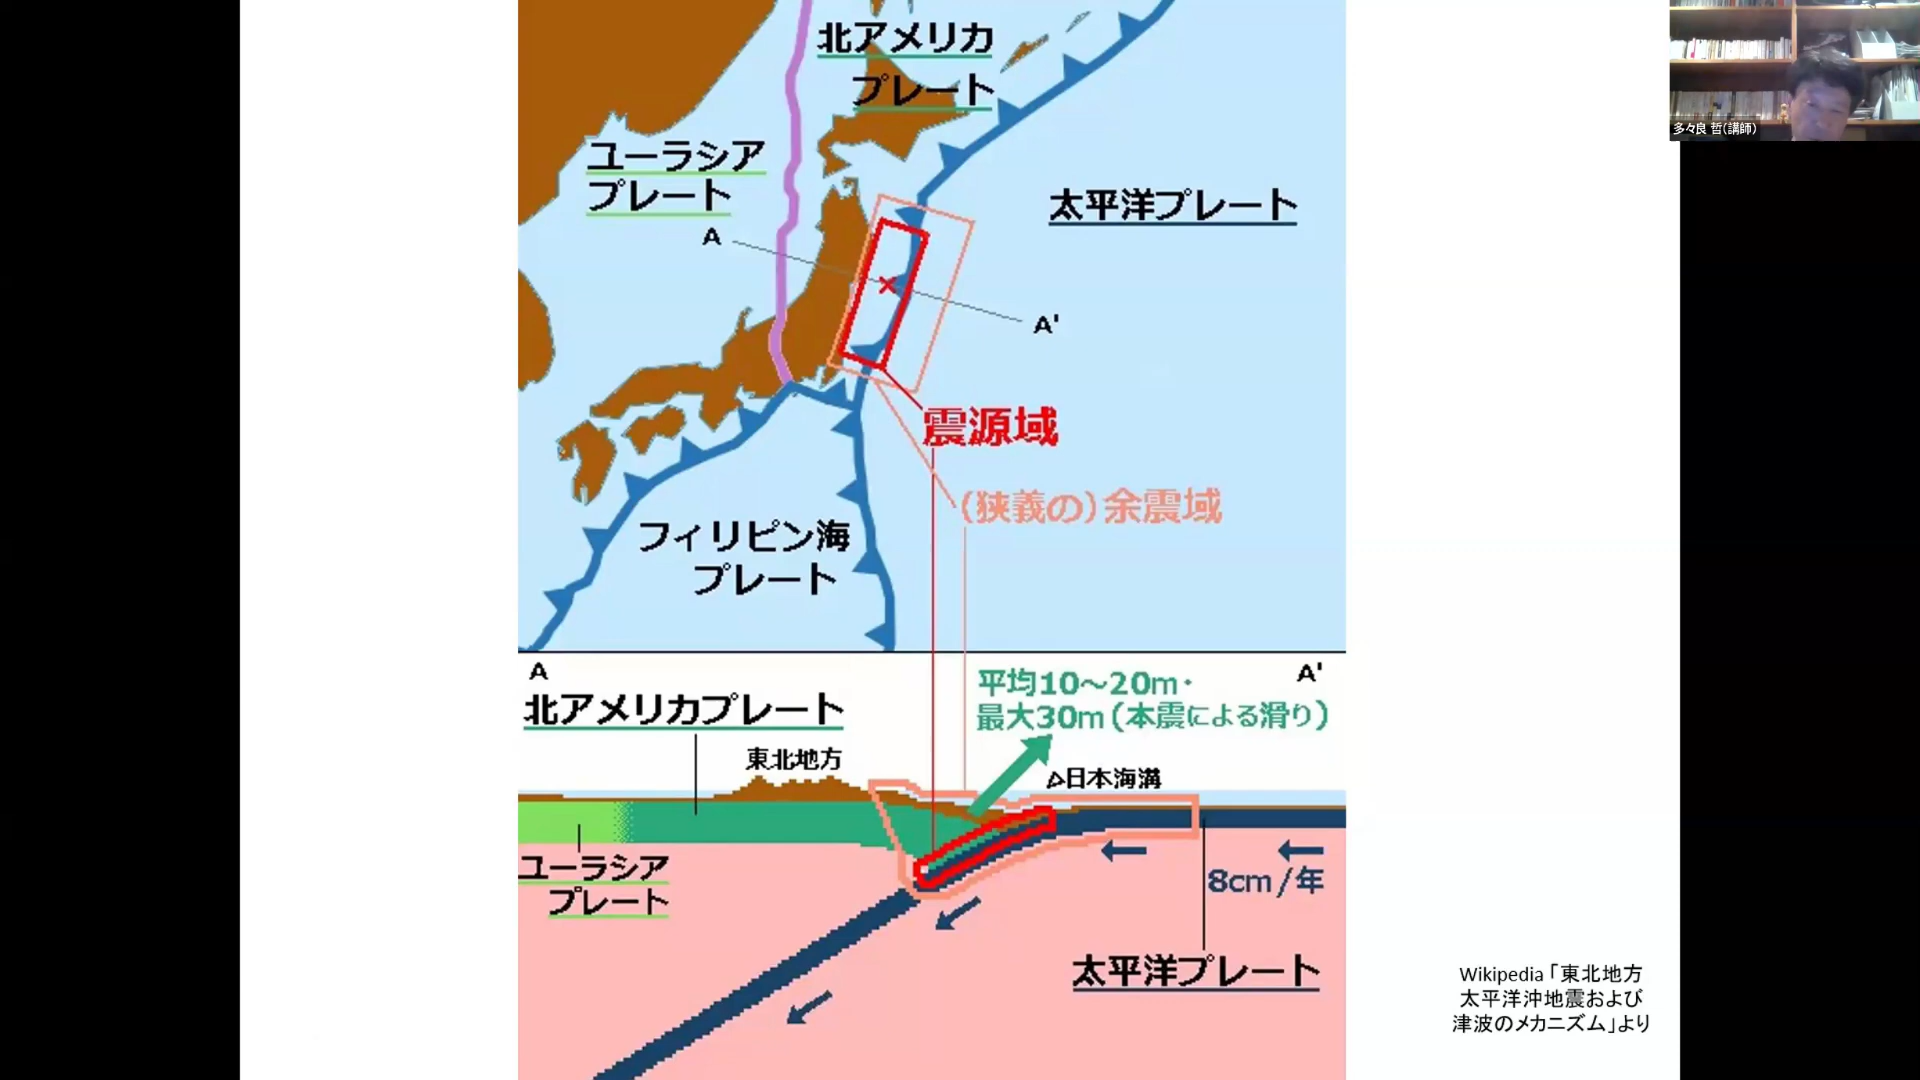 北アメリカ
プレート
ユーラシア
プレート
太平洋プレート
A
A'
震源域
(狭義の)余震域
フィリピン海
プレート
A
A'
平均10～20m・
最大30m(本震による滑り)
北アメリカプレート
東北地方
日本海溝
ユーラシア
プレート
8cm/年
太平洋プレート
Wikipedia「東北地方
太平洋沖地震および
津波のメカニズム」より
多々良 哲(講師)